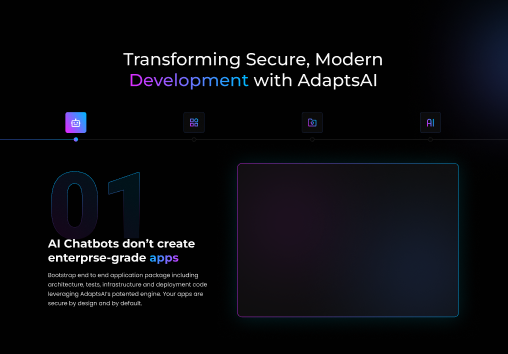 Transforming Secure, Modern
Development with AdaptsAI
AI
01
AI Chatbots don't create
enterprse-grade apps
Bootstrap end to end application package including
architecture, tests, infrastructure and deployment code
leveraging AdaptsAI's patented engine. Your apps are
secure by design and by default.